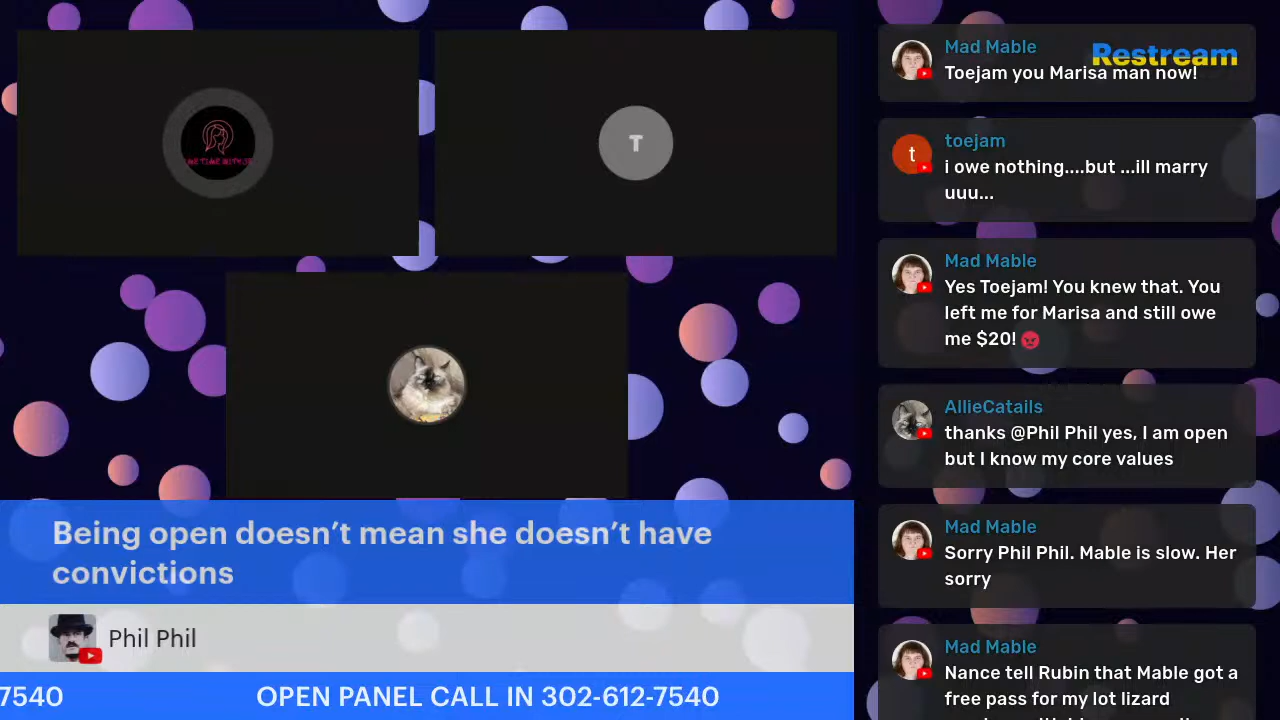 T
Being open doesn't mean she doesn't have
convictions
Phil Phil
7540
OPEN PANEL CALL IN 302-612-7540
Restream
Mad Mable
Toejam you Marisa man now!
t
toejam
i owe nothing....but ...ill marry
uuu...
Mad Mable
Yes Toejam! You knew that. You
left me for Marisa and still owe
me $20!
AllieCatails
thanks @Phil Phil yes, I am open
but I know my core values
Mad Mable
Sorry Phil Phil. Mable is slow. Her
sorry
Mad Mable
Nance tell Rubin that Mable got a
free pass for my lot lizard